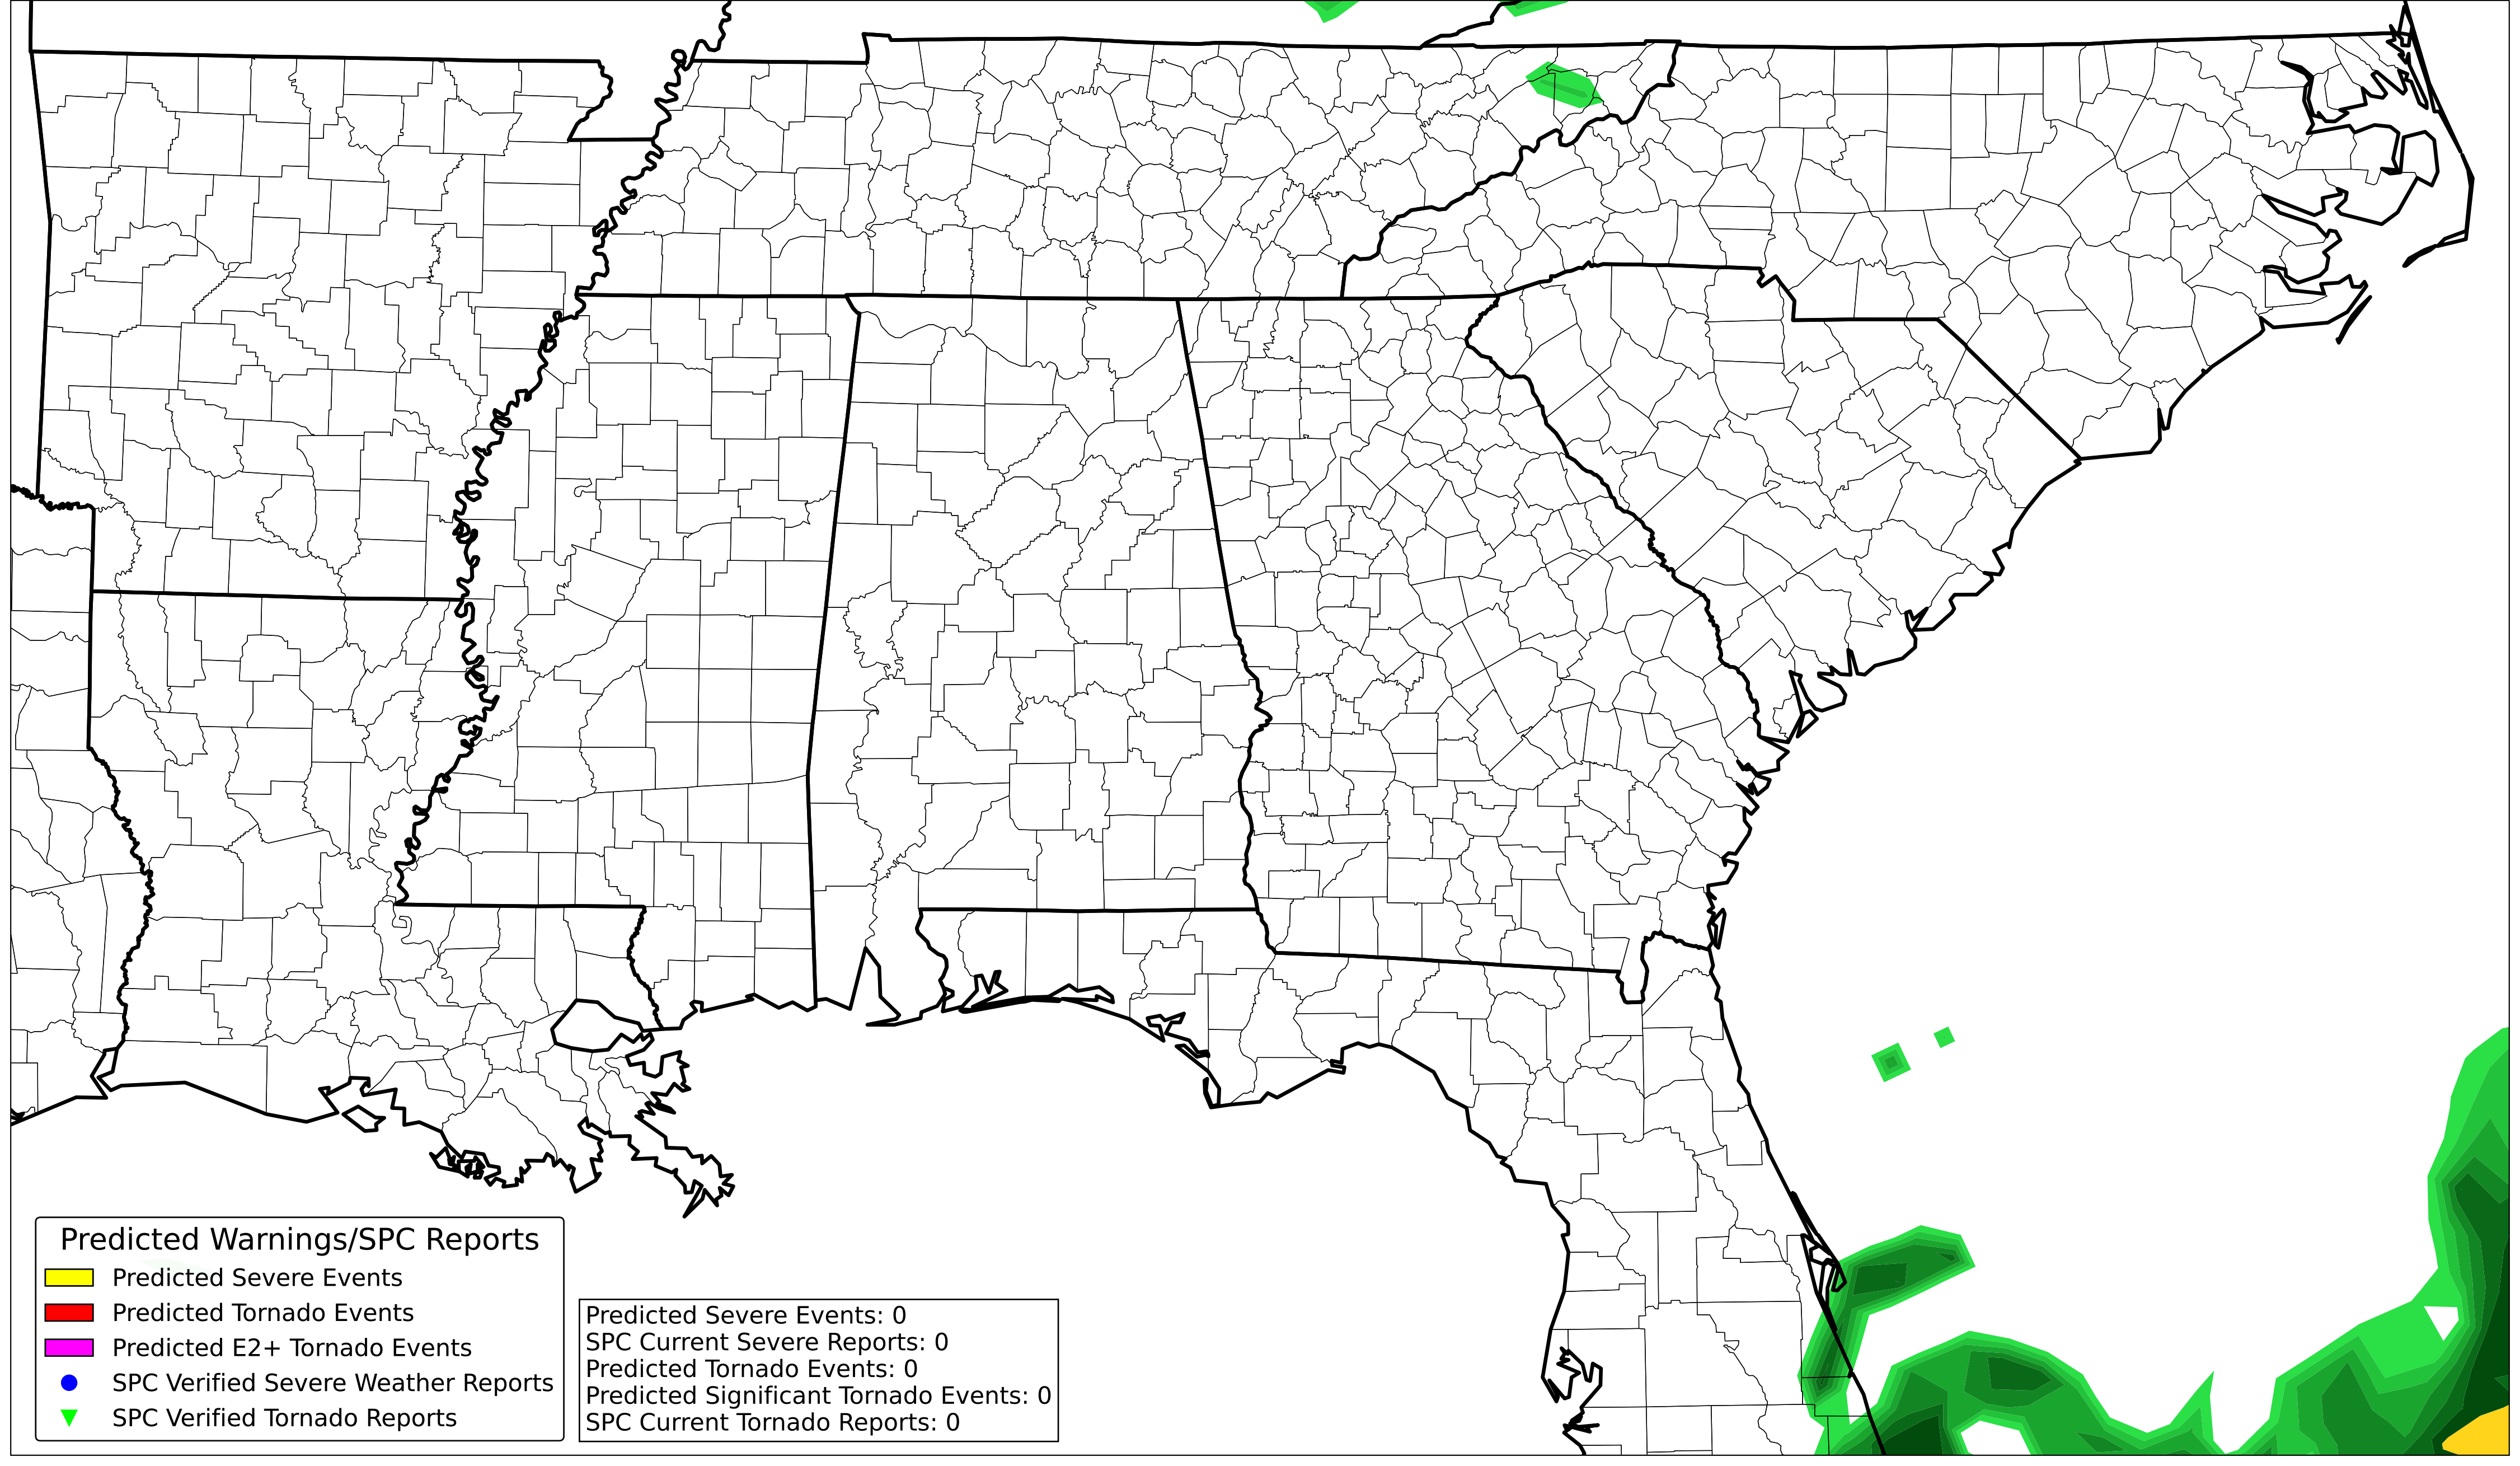 Predicted Warnings/SPC Reports
Predicted Severe Events
Predicted Tornado Events
Predicted E2+ Tornado Events
SPC Verified Severe Weather Reports
SPC Verified Tornado Reports
Predicted Severe Events: 0
SPC Current Severe Reports: 0
Predicted Tornado Events: 0
Predicted Significant Tornado Events: 0
SPC Current Tornado Reports: 0